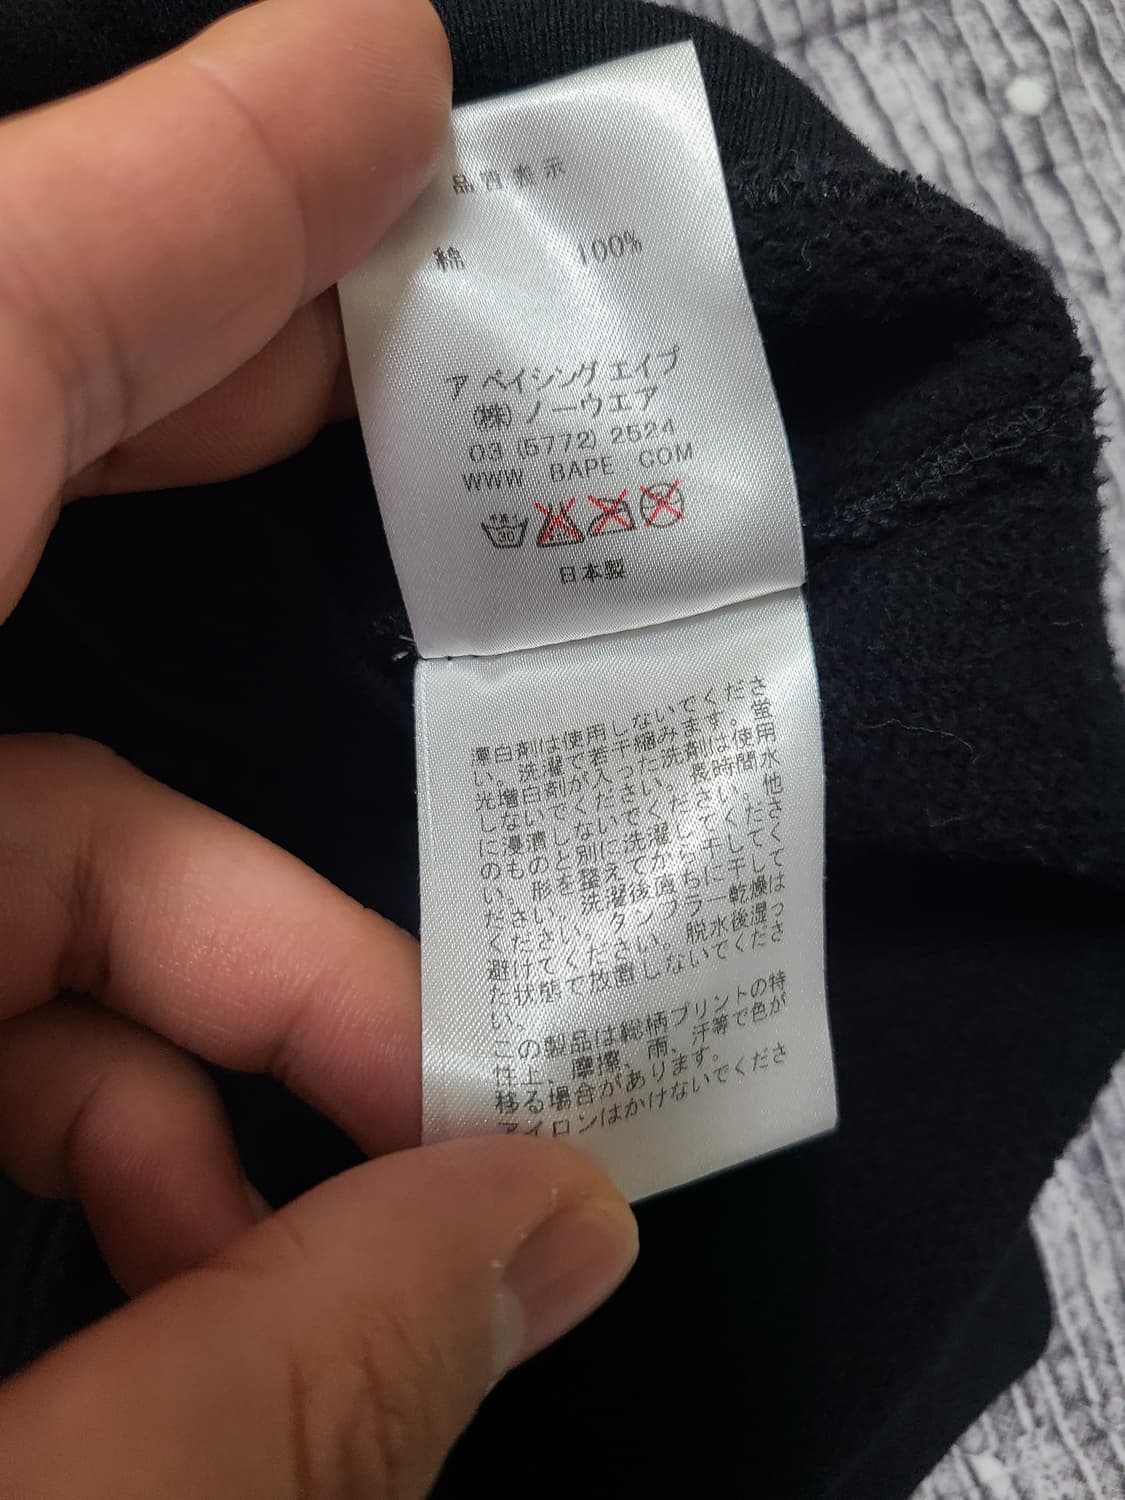 品質表示
綿 100%
ア ベイシング エイプ
(株) ノーウエア
03 (5772) 2524
WWW. BAPE. COM
30
日本製
漂白剤は使用しないでくださ
い。洗濯で若干縮みます。蛍
光増白剤が入った洗剤は使用
しないでください。長時間水
に浸漬しないでください。他
のものと別に洗濯してくださ
い。形を整えてから干してく
ださい。洗濯後直ちに干して
ください。タンブラー乾燥は
避けてください。脱水後湿っ
た状態で放置しないでくださ
い。
この製品は総柄プリントの特
性上、摩擦、雨、汗等で色が
移る場合があります。
アイロンはかけないでくださ